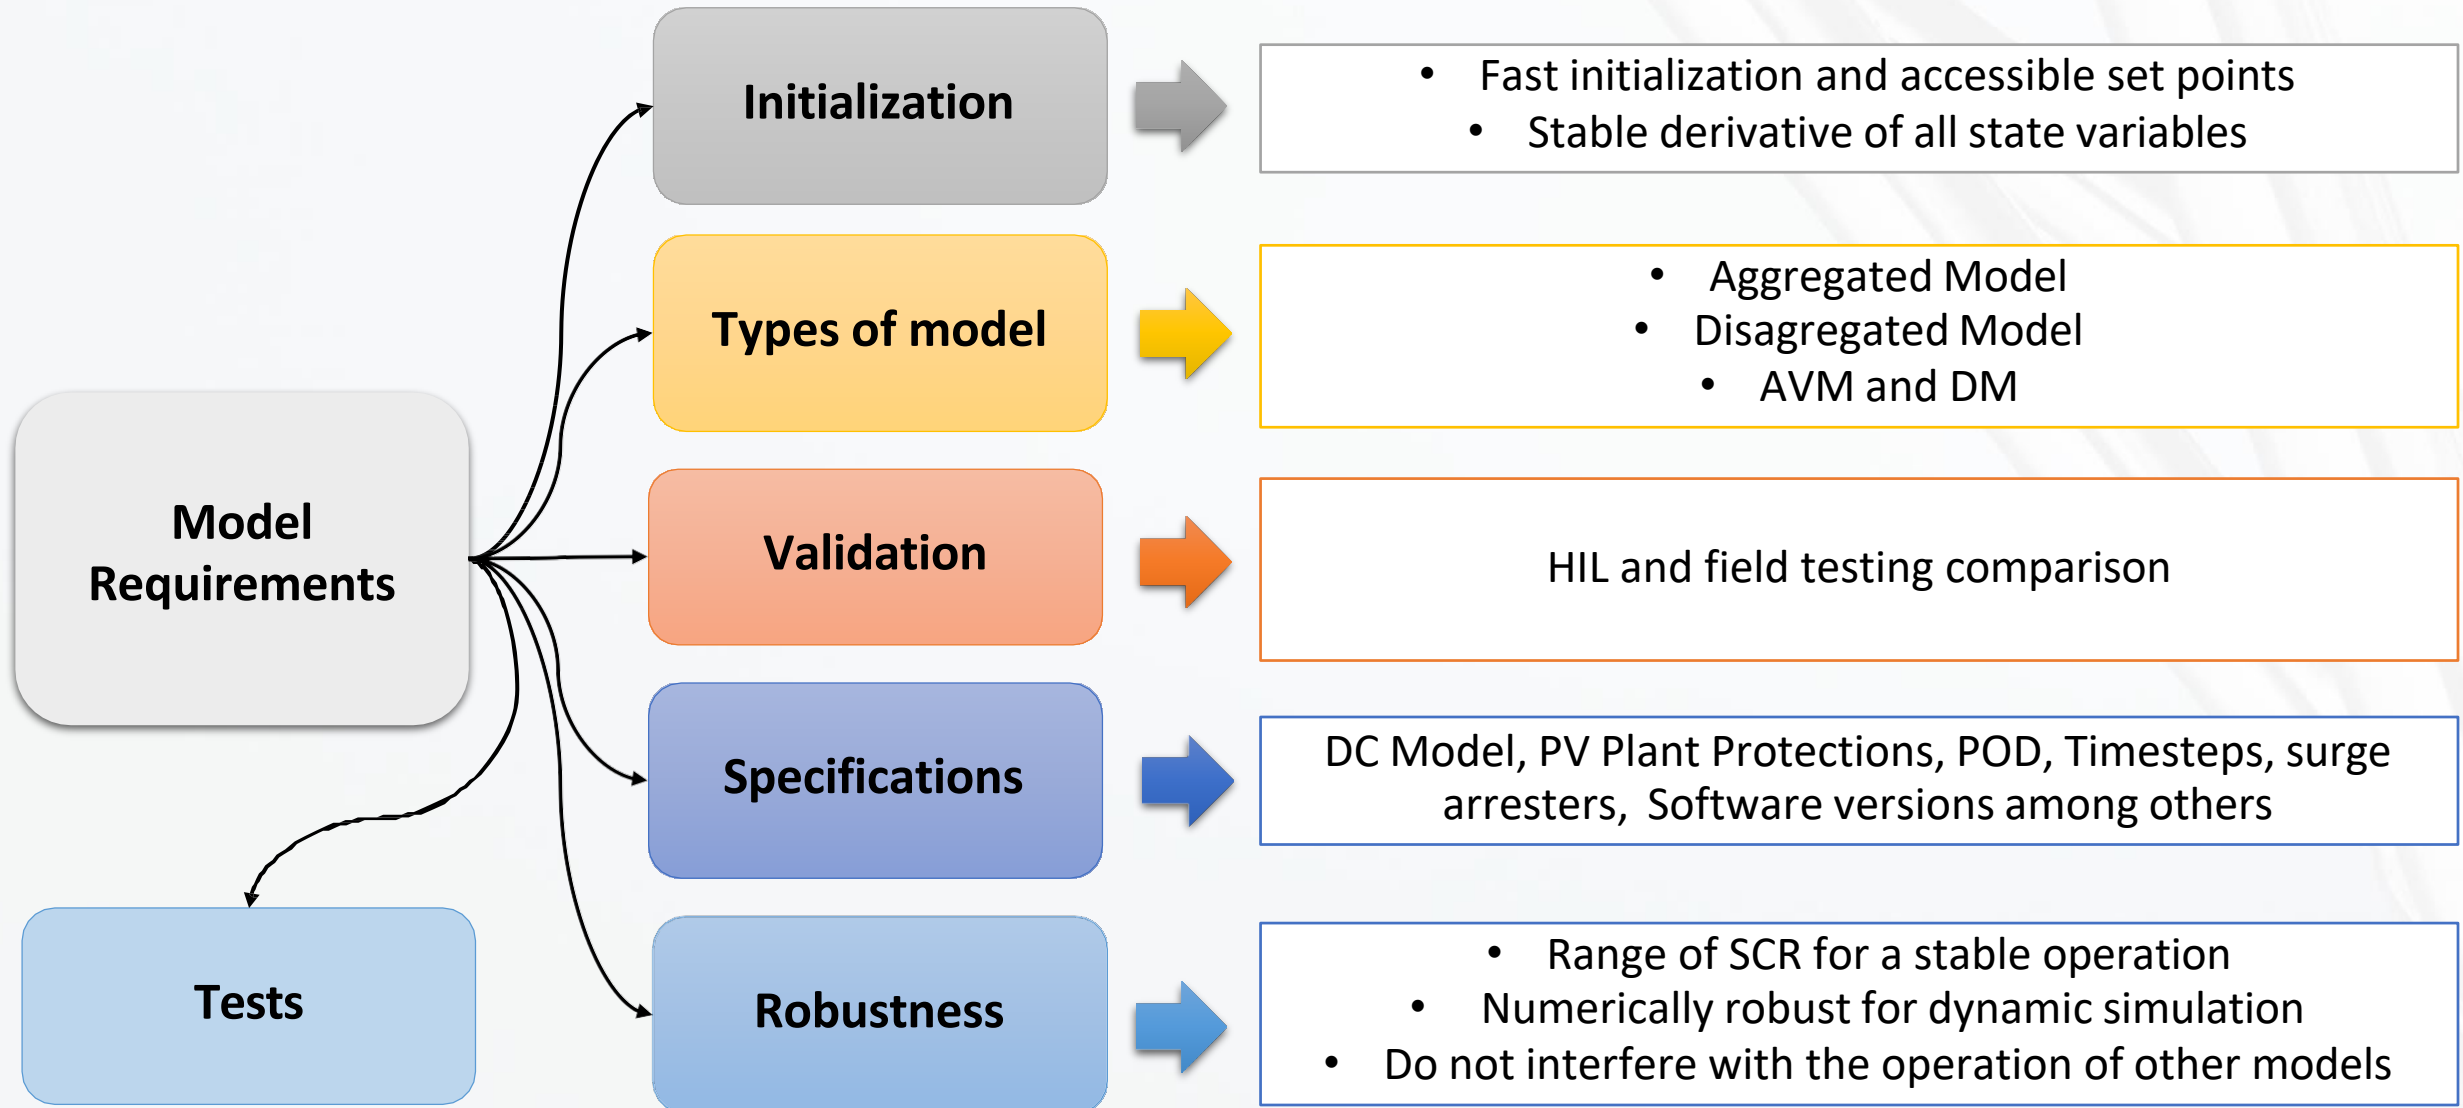 Model
Requirements
Initialization
• Fast initialization and accessible set points
• Stable derivative of all state variables
Types of model
• Aggregated Model
• Disagregated Model
• AVM and DM
Validation
HIL and field testing comparison
Specifications
DC Model, PV Plant Protections, POD, Timesteps, surge
arresters, Software versions among others
Robustness
• Range of SCR for a stable operation
• Numerically robust for dynamic simulation
• Do not interfere with the operation of other models
Tests